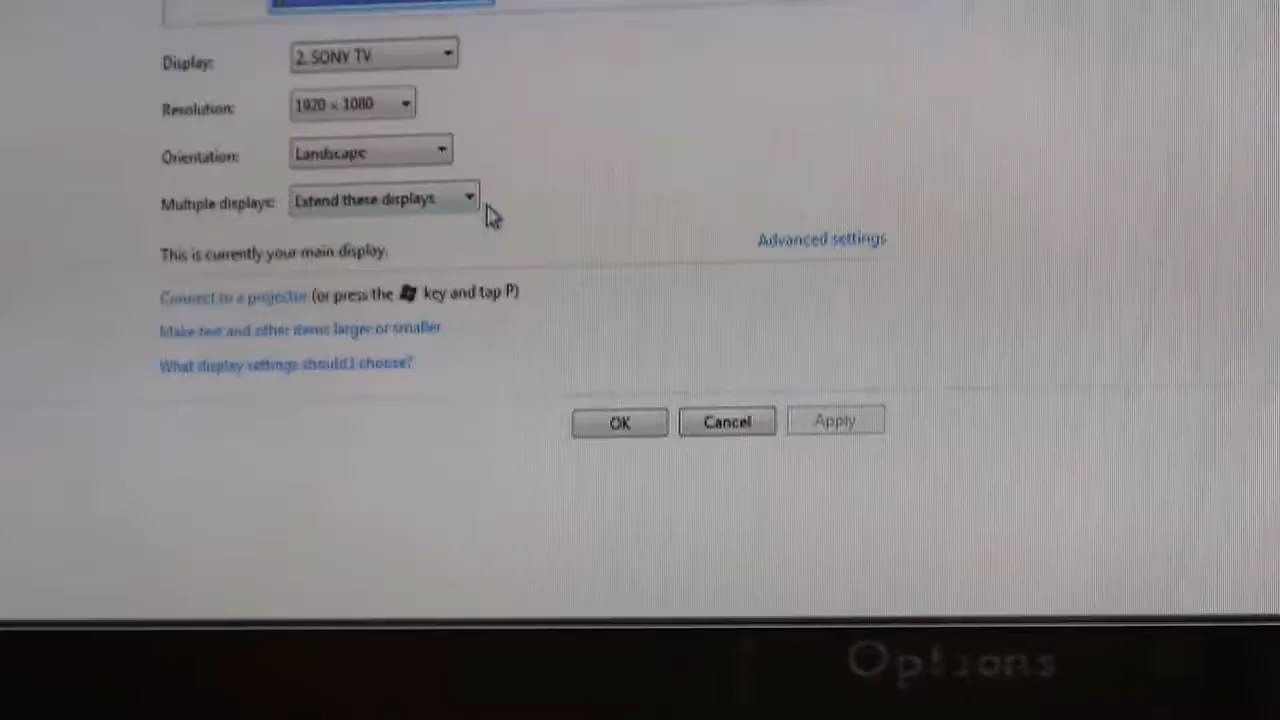 Display: 2. SONY TV
Resolution: 1920 × 1080
Orientation: Landscape
Multiple displays: Extend these displays
This is currently your main display.
Advanced settings
Connect to a projector (or press the key and tap P)
Make text and other items larger or smaller
What display settings should I choose?
OK Cancel Apply
Options